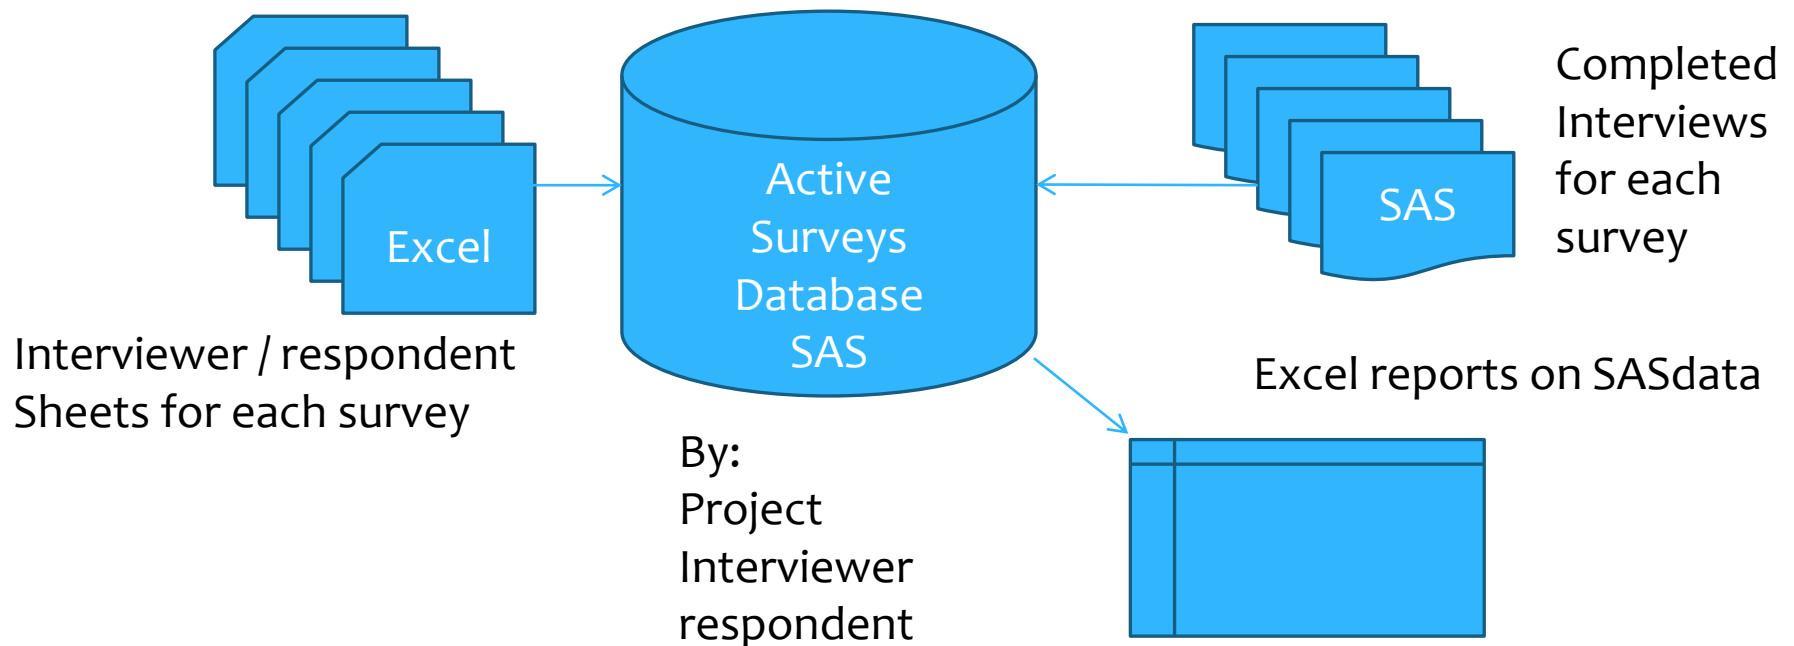 Excel
Interviewer / respondent
Sheets for each survey
Active
Surveys
Database
SAS
By:
Project
Interviewer
respondent
SAS
Completed
Interviews
for each
survey
Excel reports on SASdata